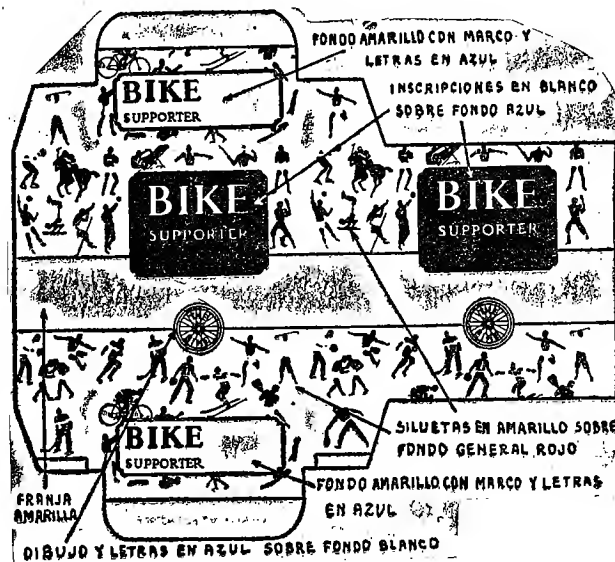 FONDO AMARILLO CON MARCO Y
LETRAS EN AZUL
INSCRIPCIONES EN BLANCO
SOBRE FONDO AZUL
BIKE
SUPPORTER
BIKE
SUPPORTER
BIKE
SUPPORTER
BIKE
SUPPORTER
SILUETAS EN AMARILLO SOBRE
FONDO GENERAL ROJO
FONDO AMARILLO CON MARCO Y LETRAS
EN AZUL
FRANJA
AMARILLA
DIBUJO Y LETRAS EN AZUL SOBRE FONDO BLANCO